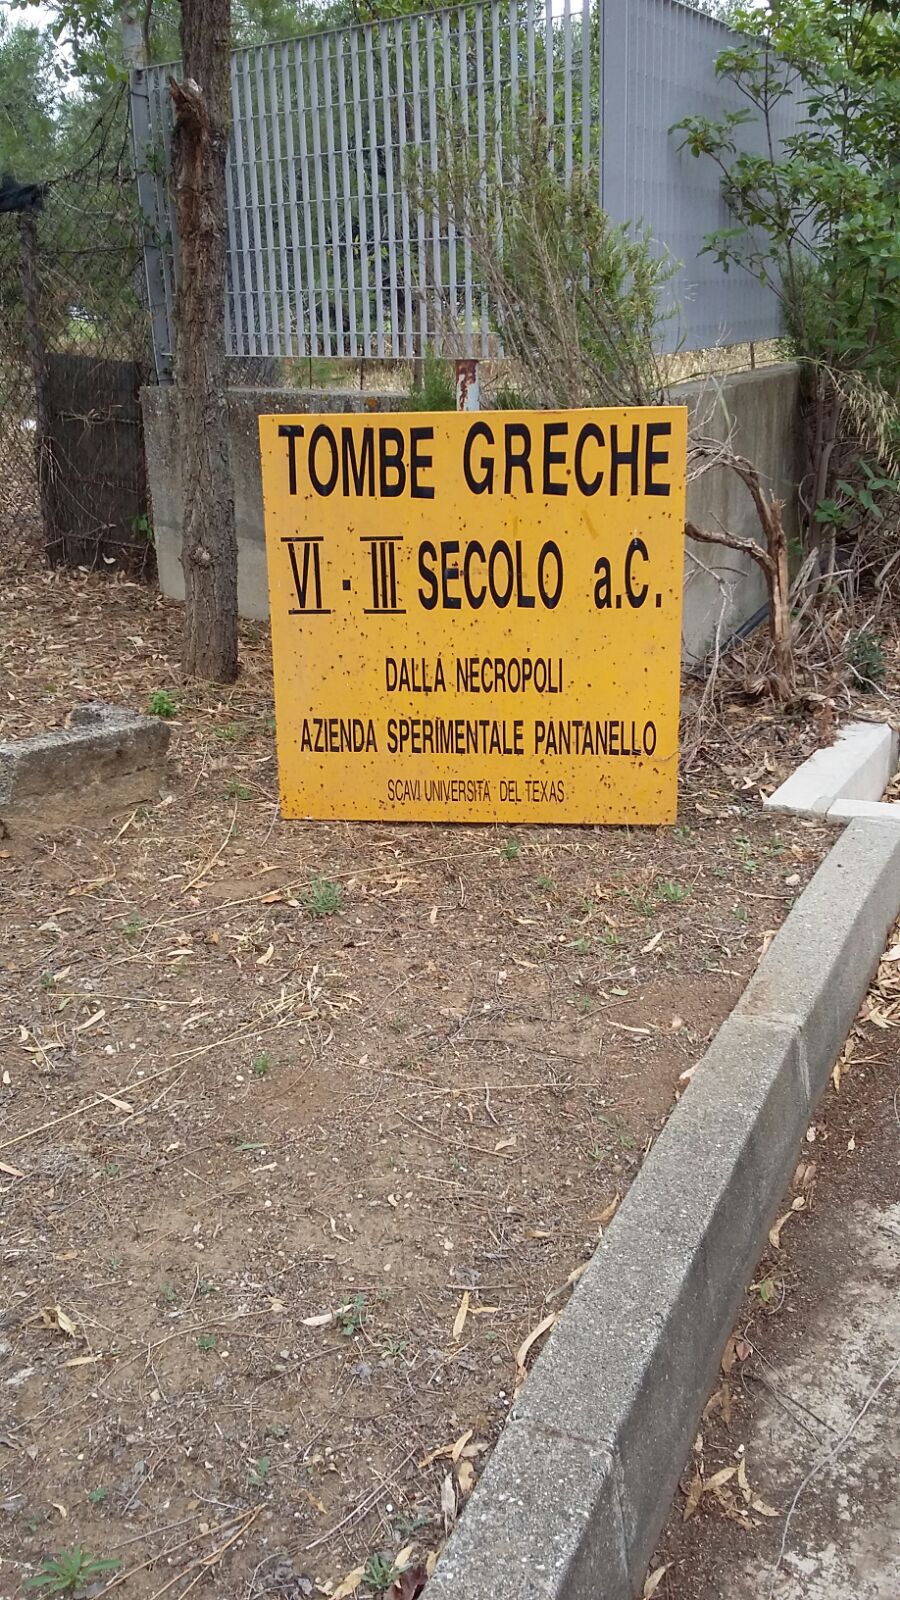 TOMBE GRECHE
VI - III SECOLO a.C.
DALLA NECROPOLI
AZIENDA SPERIMENTALE PANTANELLO
SCAVI UNIVERSITA' DEL TEXAS